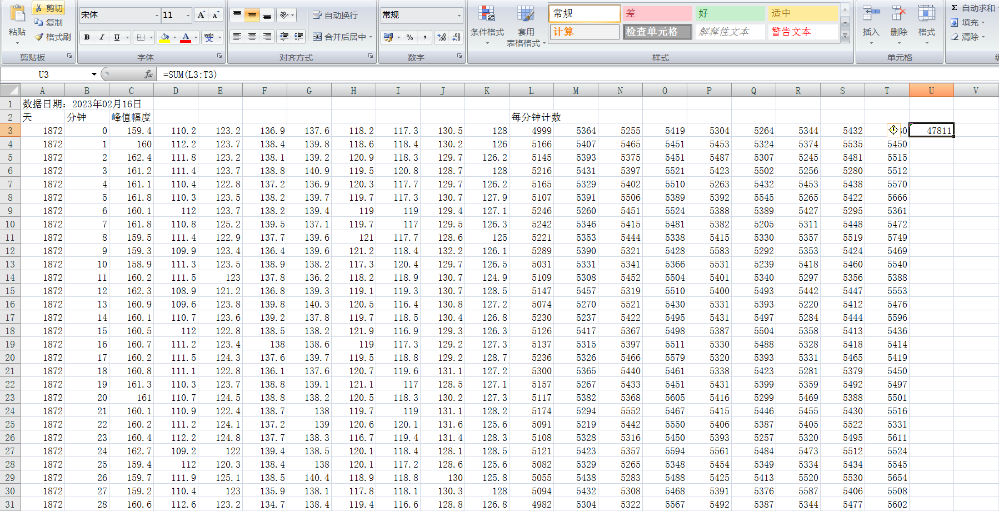 剪切 宋体 11 A A 自动换行 常规 常规 差 好 适中 Σ 自动求和
粘贴 复制 条件格式 套用 表格格式 插入 删除 格式 填充
格式刷 B I U A 合并后居中 % , 计算 检查单元格 解释性文本 警告文本 清除
剪贴板 字体 对齐方式 数字 样式 单元格
U3 fx =SUM(L3:T3)
A B C D E F G H I J K L M N O P Q R S T U V
1 数据日期：2023年02月16日
2 天 分钟 峰值幅度 每分钟计数
3 1872 0 159.4 110.2 123.2 136.9 137.6 118.2 117.3 130.5 128 4999 5364 5255 5419 5304 5264 5344 5432 47811
4 1872 1 160 112.2 123.7 138.4 139.8 118.6 118.4 130.2 126 5166 5407 5465 5451 5453 5324 5374 5535 5450
5 1872 2 162.4 111.8 123.2 138.1 139.2 120.9 118.3 129.7 126.2 5145 5393 5375 5451 5487 5307 5245 5481 5515
6 1872 3 161.2 111.4 123.7 138.8 140.9 119.5 120.8 128.7 128 5216 5431 5397 5521 5423 5502 5256 5280 5512
7 1872 4 161.1 110.4 122.8 137.2 136.9 120.3 117.7 129.7 126.2 5165 5329 5402 5510 5263 5432 5453 5438 5570
8 1872 5 161.8 110.3 123.5 138.2 139.7 119.7 117.3 130.7 127.9 5107 5391 5506 5389 5392 5545 5265 5422 5666
9 1872 6 160.1 112 123.7 138.2 139.4 119 119 129.4 127.1 5246 5260 5451 5524 5388 5389 5427 5295 5361
10 1872 7 161.8 110.8 125.2 139.5 137.1 119.7 117 129.5 126.3 5242 5346 5415 5481 5382 5205 5311 5448 5472
11 1872 8 159.5 111.4 122.9 137.7 139.6 121 117.7 128.6 125 5221 5353 5444 5338 5415 5330 5357 5519 5749
12 1872 9 159.3 109.9 123.4 136.4 139.6 121.2 118.4 132.2 126.1 5289 5390 5321 5428 5583 5292 5353 5424 5469
13 1872 10 158.9 111.3 123.5 138.9 138.2 117.3 120.4 129.7 126.5 5031 5331 5341 5366 5531 5239 5418 5460 5540
14 1872 11 160.2 111.5 123 137.8 136.2 118.2 118.9 130.7 124.9 5109 5308 5452 5504 5401 5340 5297 5356 5388
15 1872 12 162.3 108.9 121.2 136.8 139.3 119.1 119.3 130.7 128.5 5147 5457 5319 5510 5400 5493 5442 5447 5553
16 1872 13 160.9 109.6 123.8 139.8 140.3 120.5 116.4 130.8 127.2 5074 5270 5521 5430 5331 5393 5220 5412 5476
17 1872 14 160.1 110.7 123.6 139.2 137.8 119.7 118.5 130.4 126.8 5230 5237 5422 5495 5431 5497 5284 5444 5596
18 1872 15 160.5 112 122.8 138.5 138.2 121.9 116.9 129.3 126.3 5126 5417 5367 5498 5387 5504 5358 5413 5436
19 1872 16 160.7 111.2 123.4 138 138.6 119 117.3 129.2 127.3 5137 5315 5397 5511 5330 5488 5328 5418 5414
20 1872 17 160.2 111.5 124.3 137.6 139.7 119.5 118.8 129.2 128.7 5236 5326 5466 5579 5320 5393 5331 5465 5419
21 1872 18 160.8 111.1 122.8 136.1 137.6 120.7 119.6 131.1 127.2 5300 5365 5440 5461 5338 5423 5281 5379 5450
22 1872 19 161.3 110.3 123.7 138.8 139.1 121.1 117 128.5 127.1 5157 5267 5433 5451 5431 5399 5359 5492 5497
23 1872 20 161 110.7 124.5 138.8 138.2 120.5 118.3 130.2 127.3 5117 5382 5368 5605 5416 5299 5469 5388 5501
24 1872 21 160.1 110.9 122.4 138.7 138 119.7 119 131.1 128.2 5174 5294 5552 5467 5415 5446 5455 5430 5516
25 1872 22 160.2 111.2 124.1 137.2 139 120.6 120.1 131.6 125.6 5091 5219 5442 5550 5406 5387 5405 5522 5331
26 1872 23 160.4 112.2 124.8 137.7 138.3 116.7 119.4 131.4 128.3 5108 5328 5316 5450 5393 5257 5320 5495 5611
27 1872 24 162.7 109.2 122 139.4 138.5 120.1 118.4 128.1 128.5 5121 5423 5357 5594 5561 5484 5473 5512 5524
28 1872 25 159.4 112 120.3 138.4 138 120.1 117.2 128.6 125.6 5082 5329 5265 5348 5454 5349 5334 5434 5545
29 1872 26 159.7 111.9 125.1 138.5 140.4 118.9 118.8 130 125.8 5055 5438 5283 5488 5425 5413 5520 5530 5654
30 1872 27 159.2 110.4 123 135.9 138.1 117.8 118.1 130.3 128 5094 5432 5308 5468 5391 5376 5587 5406 5508
31 1872 28 160.6 112.6 123.2 134.7 138.4 119.4 116.6 128.8 126.8 4982 5304 5322 5567 5492 5387 5344 5477 5602